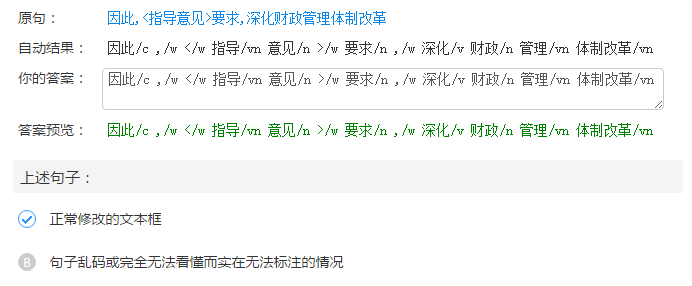 原句： 因此,<指导意见>要求,深化财政管理体制改革
自动结果： 因此/c ,/w </w 指导/vn 意见/n >/w 要求/n ,/w 深化/v 财政/n 管理/vn 体制改革/vn
你的答案： 因此/c ,/w </w 指导/vn 意见/n >/w 要求/n ,/w 深化/v 财政/n 管理/vn 体制改革/vn
答案预览： 因此/c ,/w </w 指导/vn 意见/n >/w 要求/n ,/w 深化/v 财政/n 管理/vn 体制改革/vn
上述句子：
正常修改的文本框
B 句子乱码或完全无法看懂而实在无法标注的情况